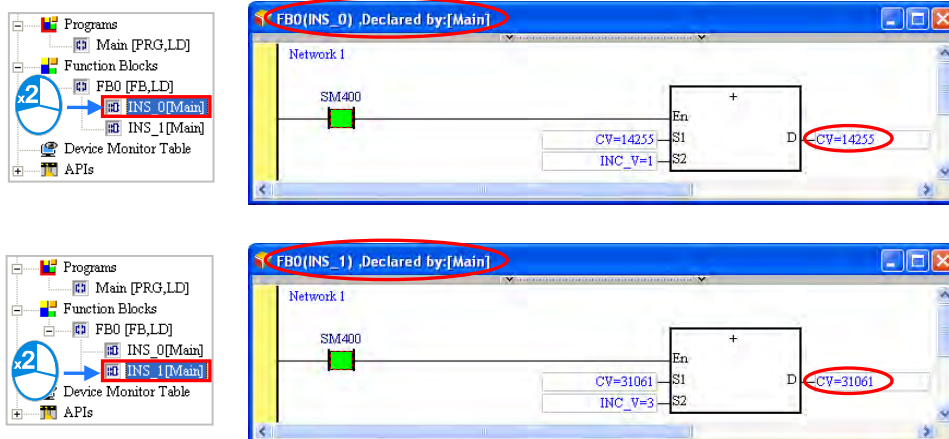 Programs
Main [PRG,LD]
Function Blocks
FB0 [FB,LD]
x2
INS_0[Main]
INS_1[Main]
Device Monitor Table
APIs
FB0(INS_0) ,Declared by:[Main]
Network 1
SM400
+
En
CV=14255 S1 D CV=14255
INC_V=1 S2
Programs
Main [PRG,LD]
Function Blocks
FB0 [FB,LD]
INS_0[Main]
x2
INS_1[Main]
Device Monitor Table
APIs
FB0(INS_1) ,Declared by:[Main]
Network 1
SM400
+
En
CV=31061 S1 D CV=31061
INC_V=3 S2